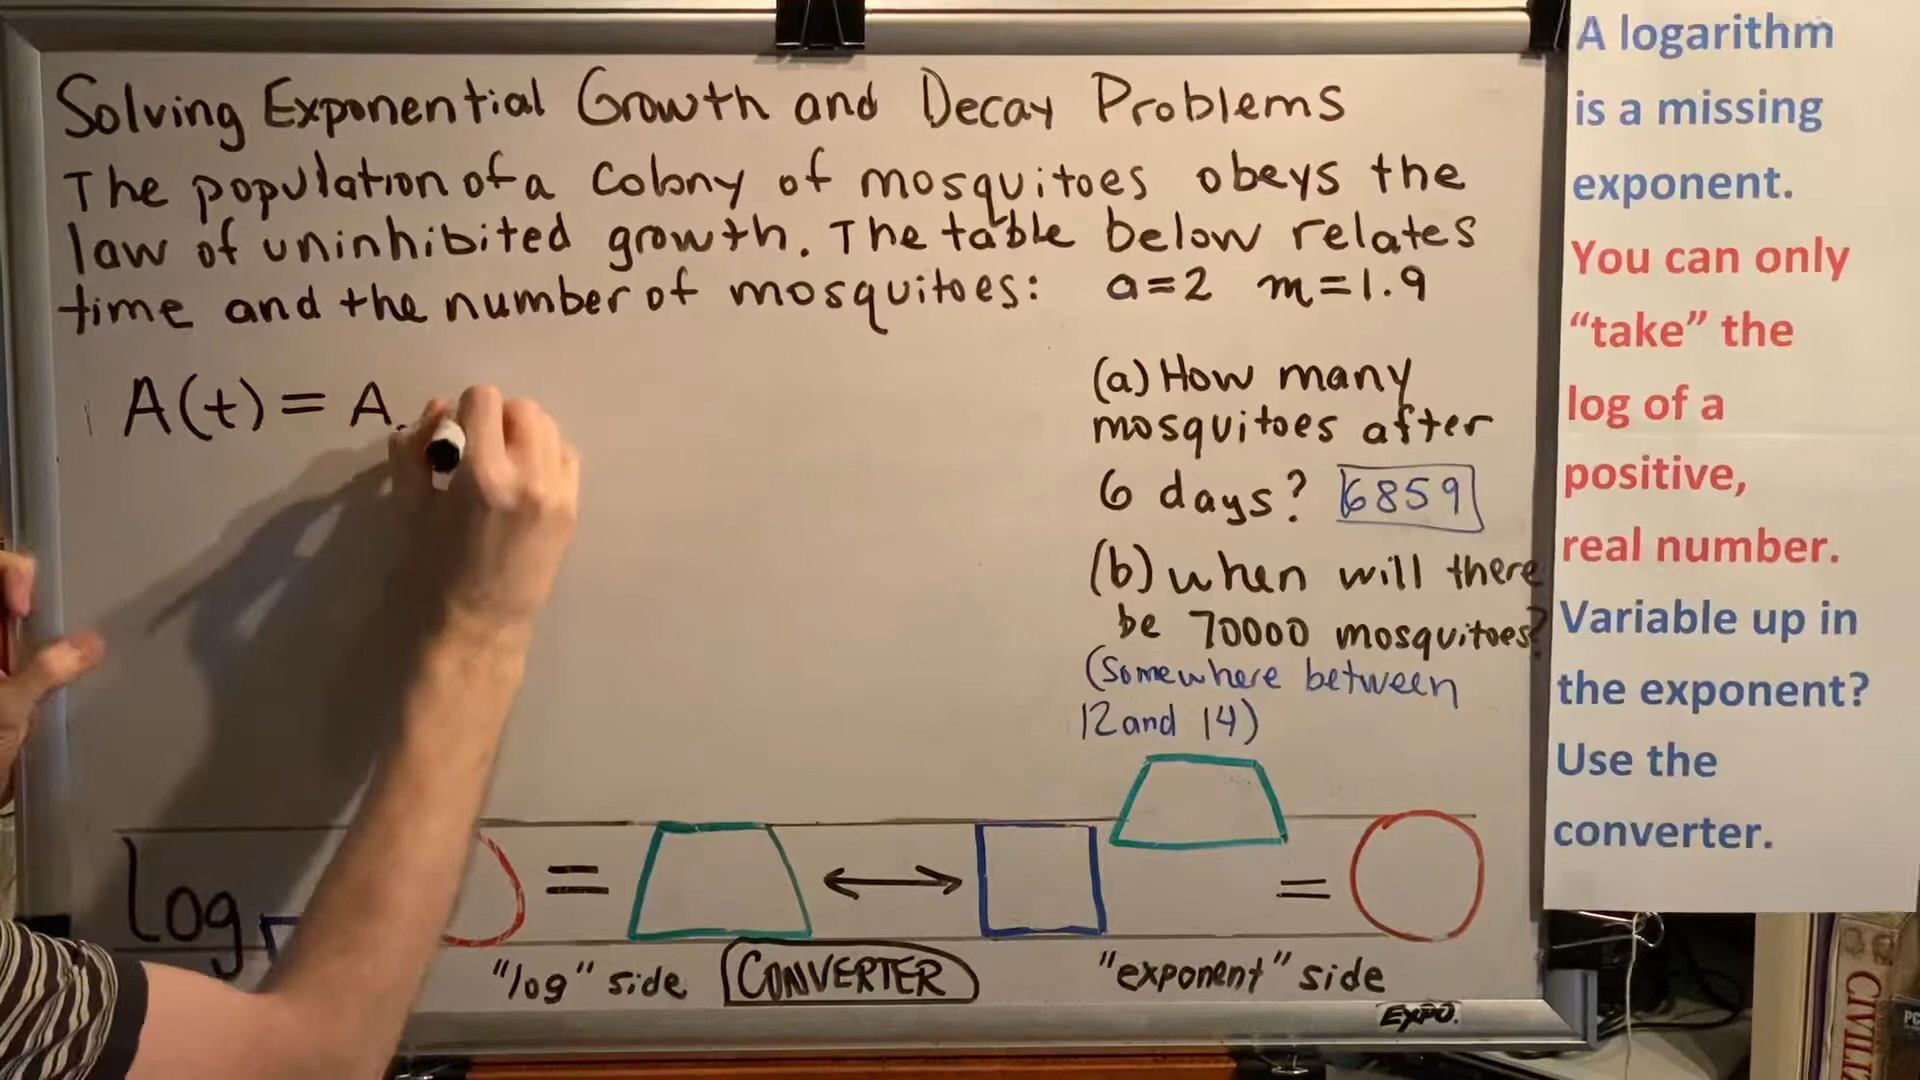 Solving Exponential Growth and Decay Problems
The population of a colony of mosquitoes obeys the
law of uninhibited growth. The table below relates
time and the number of mosquitoes: a=2 m=1.9
A(t) = A
(a) How many
mosquitoes after
6 days? 6859
(b) when will there
be 70000 mosquitoes?
(somewhere between
12 and 14)
log = ↔ =
"log" side CONVERTER "exponent" side
EXPO.
A logarithm
is a missing
exponent.
You can only
“take” the
log of a
positive,
real number.
Variable up in
the exponent?
Use the
converter.